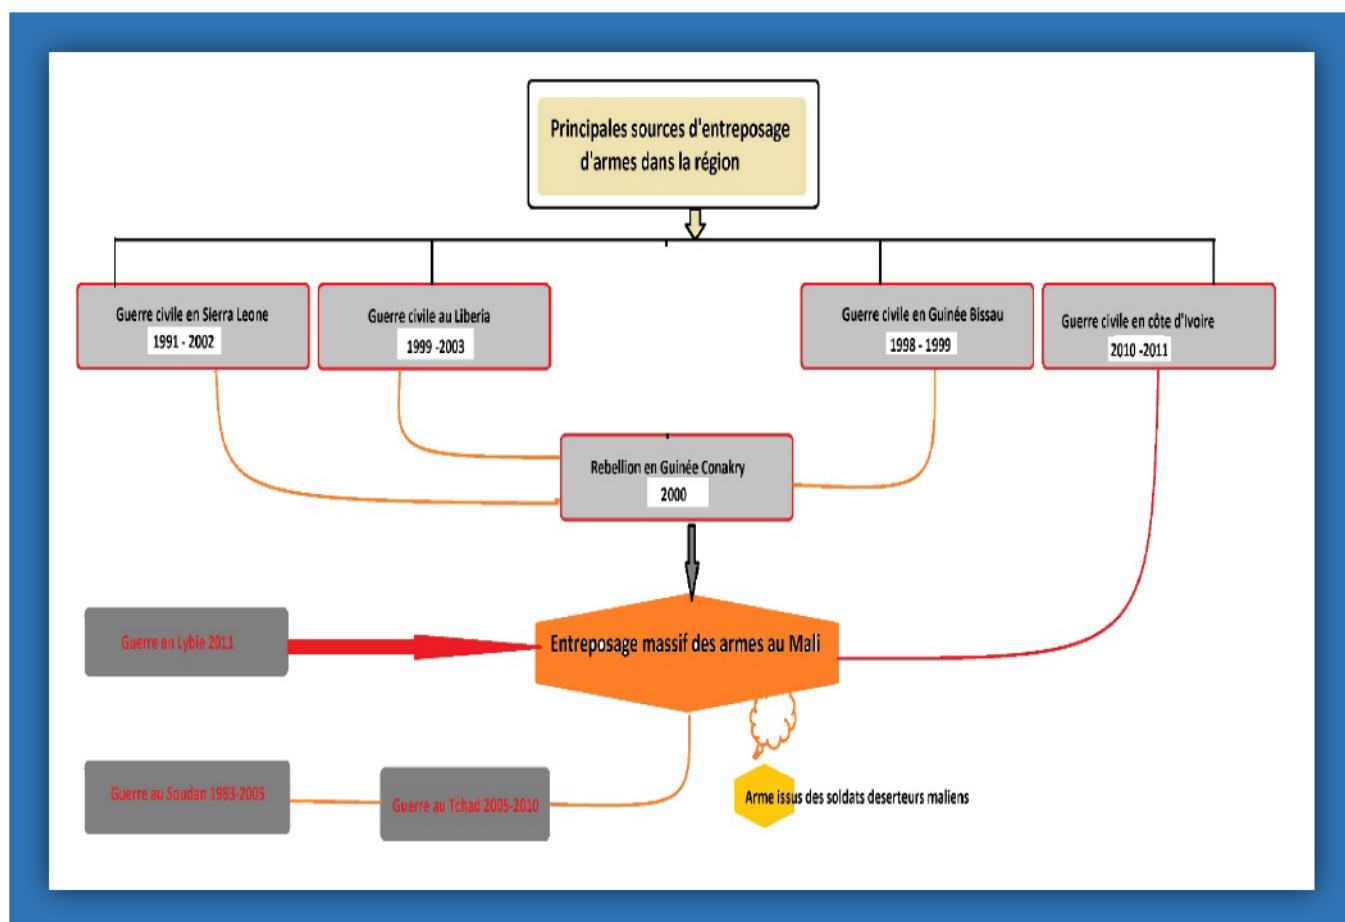 Principales sources d'entreposage
d'armes dans la région
Guerre civile en Sierra Leone
1991 - 2002
Guerre civile au Liberia
1999 -2003
Guerre civile en Guinée Bissau
1998 - 1999
Guerre civile en côte d'Ivoire
2010 -2011
Rebellion en Guinée Conakry
2000
Guerre en Lybie 2011
Entreposage massif des armes au Mali
Guerre au Soudan 1983-2005
Guerre au Tchad 2005-2010
Arme issus des soldats deserteurs maliens